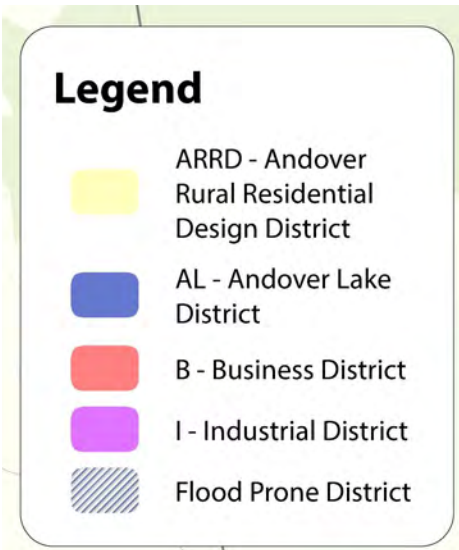 Legend
ARRD - Andover
Rural Residential
Design District
AL - Andover Lake
District
B - Business District
I - Industrial District
Flood Prone District